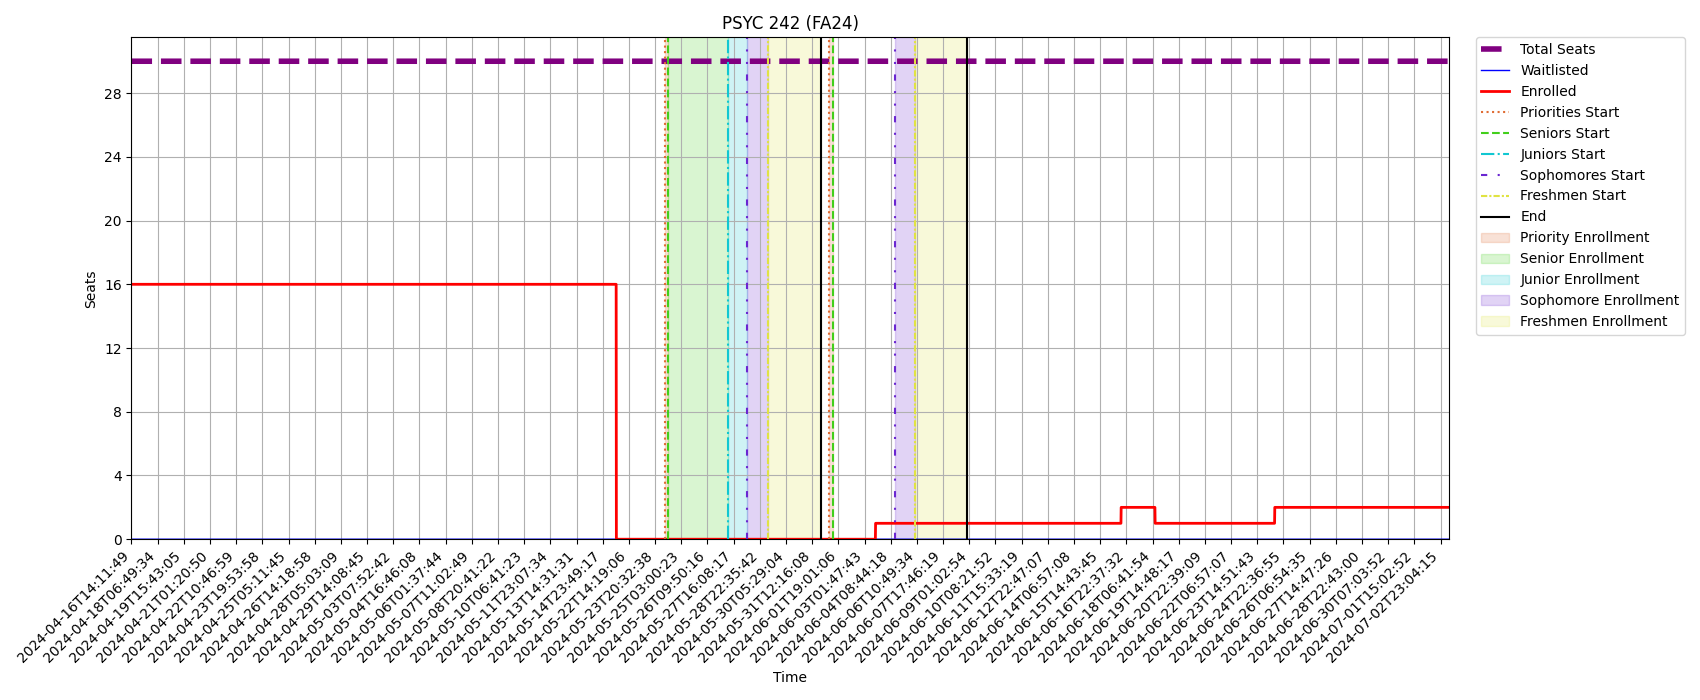 PSYC 242 (FA24)
Total Seats
Waitlisted
Enrolled
Priorities Start
Seniors Start
Juniors Start
Sophomores Start
Freshmen Start
End
Priority Enrollment
Senior Enrollment
Junior Enrollment
Sophomore Enrollment
Freshmen Enrollment
Seats
28
24
20
16
12
8
4
0
2024-04-16T14:11:49
2024-04-18T06:49:34
2024-04-19T15:43:05
2024-04-21T01:20:50
2024-04-22T10:46:59
2024-04-23T19:53:58
2024-04-25T05:11:45
2024-04-26T14:18:58
2024-04-28T05:03:09
2024-04-29T14:08:45
2024-05-03T07:52:42
2024-05-04T16:46:08
2024-05-06T01:37:44
2024-05-07T11:02:49
2024-05-08T20:41:22
2024-05-10T06:41:23
2024-05-11T23:07:34
2024-05-13T14:31:31
2024-05-14T23:49:17
2024-05-22T14:19:06
2024-05-23T20:32:38
2024-05-25T03:00:23
2024-05-26T09:50:16
2024-05-27T16:08:17
2024-05-28T22:35:42
2024-05-30T05:29:04
2024-05-31T12:16:08
2024-06-01T19:01:06
2024-06-03T01:47:43
2024-06-04T08:44:18
2024-06-06T10:49:34
2024-06-07T17:46:19
2024-06-09T01:02:54
2024-06-10T08:21:52
2024-06-11T15:33:19
2024-06-12T22:47:07
2024-06-14T06:57:08
2024-06-15T14:43:45
2024-06-16T22:37:32
2024-06-18T06:41:54
2024-06-19T14:48:17
2024-06-20T22:39:09
2024-06-22T06:57:07
2024-06-23T14:51:43
2024-06-24T22:36:55
2024-06-26T06:54:35
2024-06-27T14:47:26
2024-06-28T22:43:00
2024-06-30T07:03:52
2024-07-01T15:02:52
2024-07-02T23:04:15
Time